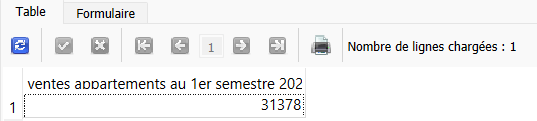 Table Formulaire
1 Nombre de lignes chargées : 1
ventes appartements au 1er semestre 202
1 31378